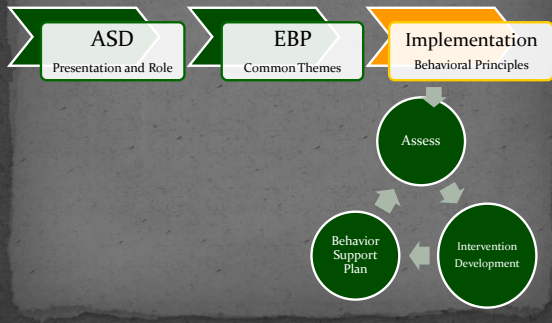 ASD
Presentation and Role
EBP
Common Themes
Implementation
Behavioral Principles
Assess
Intervention
Development
Behavior
Support
Plan